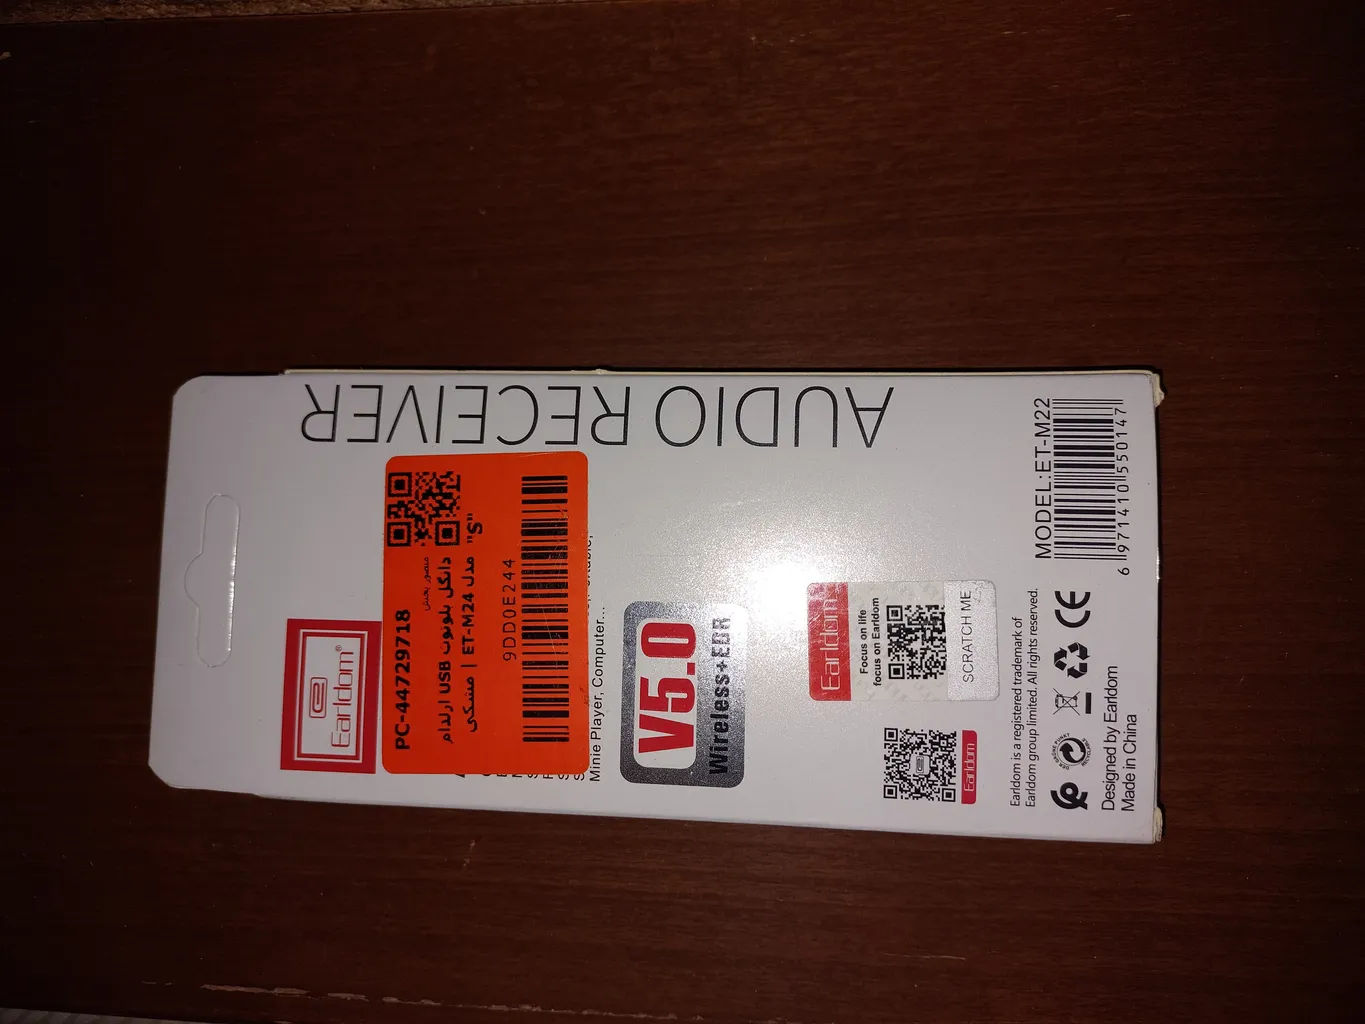 AUDIO RECEIVER
Earldom®
PC-44729718
منصور پخش
دانگل بلوتوث USB ارلدام
مدل ET-M24 | مشکی
"S"
9DD0E244
Minie Player, Computer...
V5.0
Wireless+EDR
Earldom
Focus on life
focus on Earldom
SCRATCH ME
Earldom
MODEL:ET-M22
6 971410 550147
Earldom is a registered trademark of
Earldom group limited. All rights reserved.
CE
Designed by Earldom
Made in China